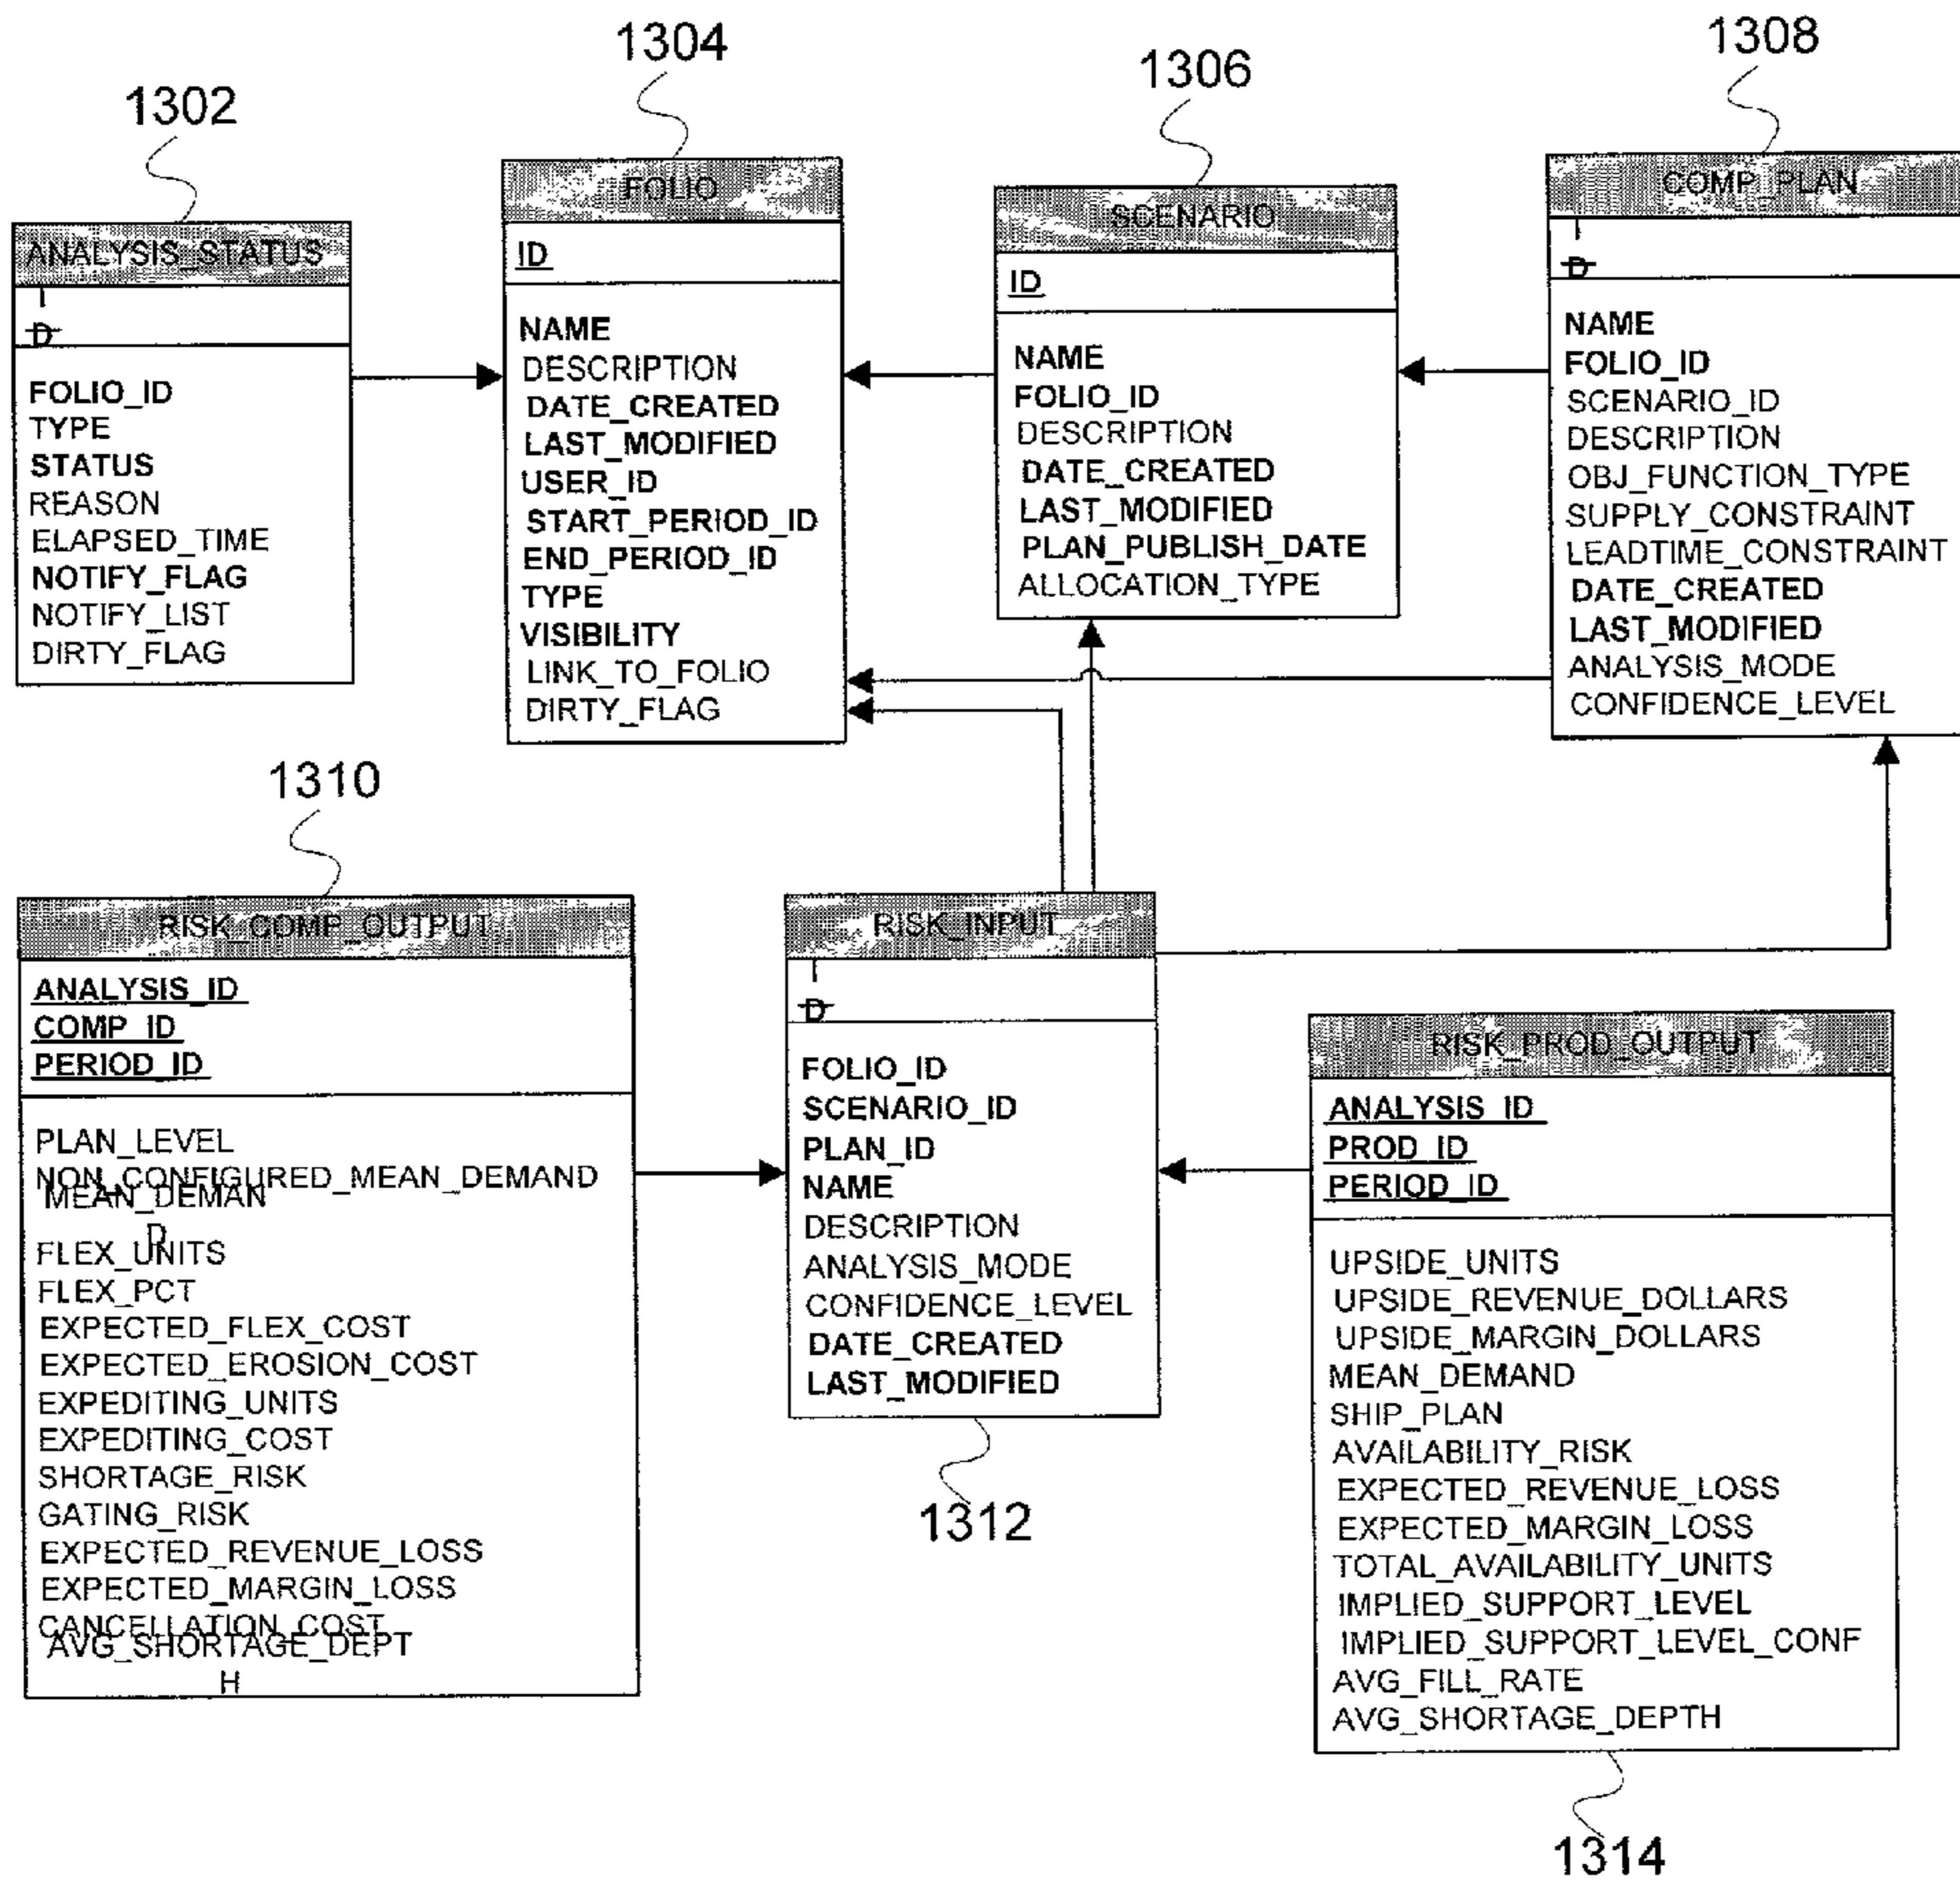 1302
ANALYSIS_STATUS
I
D
FOLIO_ID
TYPE
STATUS
REASON
ELAPSED_TIME
NOTIFY_FLAG
NOTIFY_LIST
DIRTY_FLAG
1304
FOLIO
ID
NAME
DESCRIPTION
DATE_CREATED
LAST_MODIFIED
USER_ID
START_PERIOD_ID
END_PERIOD_ID
TYPE
VISIBILITY
LINK_TO_FOLIO
DIRTY_FLAG
1306
SCENARIO
ID
NAME
FOLIO_ID
DESCRIPTION
DATE_CREATED
LAST_MODIFIED
PLAN_PUBLISH_DATE
ALLOCATION_TYPE
1308
COMP_PLAN
I
D
NAME
FOLIO_ID
SCENARIO_ID
DESCRIPTION
OBJ_FUNCTION_TYPE
SUPPLY_CONSTRAINT
LEADTIME_CONSTRAINT
DATE_CREATED
LAST_MODIFIED
ANALYSIS_MODE
CONFIDENCE_LEVEL
1310
RISK_COMP_OUTPUT
ANALYSIS_ID
COMP_ID
PERIOD_ID
PLAN_LEVEL
NON_CONFIGURED_MEAN_DEMAND
MEAN_DEMAN
D
FLEX_UNITS
FLEX_PCT
EXPECTED_FLEX_COST
EXPECTED_EROSION_COST
EXPEDITING_UNITS
EXPEDITING_COST
SHORTAGE_RISK
GATING_RISK
EXPECTED_REVENUE_LOSS
EXPECTED_MARGIN_LOSS
CANCELLATION_COST
AVG_SHORTAGE_DEPT
H
RISK_INPUT
I
D
FOLIO_ID
SCENARIO_ID
PLAN_ID
NAME
DESCRIPTION
ANALYSIS_MODE
CONFIDENCE_LEVEL
DATE_CREATED
LAST_MODIFIED
1312
RISK_PROD_OUTPUT
ANALYSIS_ID
PROD_ID
PERIOD_ID
UPSIDE_UNITS
UPSIDE_REVENUE_DOLLARS
UPSIDE_MARGIN_DOLLARS
MEAN_DEMAND
SHIP_PLAN
AVAILABILITY_RISK
EXPECTED_REVENUE_LOSS
EXPECTED_MARGIN_LOSS
TOTAL_AVAILABILITY_UNITS
IMPLIED_SUPPORT_LEVEL
IMPLIED_SUPPORT_LEVEL_CONF
AVG_FILL_RATE
AVG_SHORTAGE_DEPTH
1314